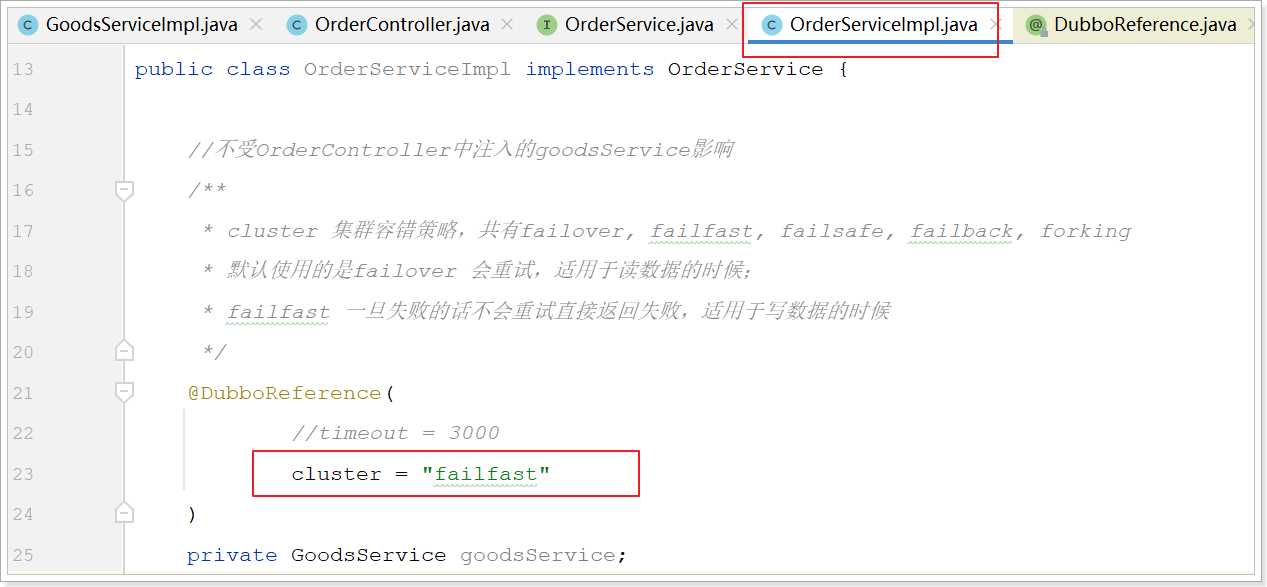 GoodsServiceImpl.java OrderController.java OrderService.java OrderServiceImpl.java DubboReference.java
13 public class OrderServiceImpl implements OrderService {
14
15 //不受OrderController中注入的goodsService影响
16 /**
17 * cluster 集群容错策略，共有failover, failfast, failsafe, failback, forking
18 * 默认使用的是failover 会重试，适用于读数据的时候；
19 * failfast 一旦失败的话不会重试直接返回失败，适用于写数据的时候
20 */
21 @DubboReference(
22 //timeout = 3000
23 cluster = "failfast"
24 )
25 private GoodsService goodsService;